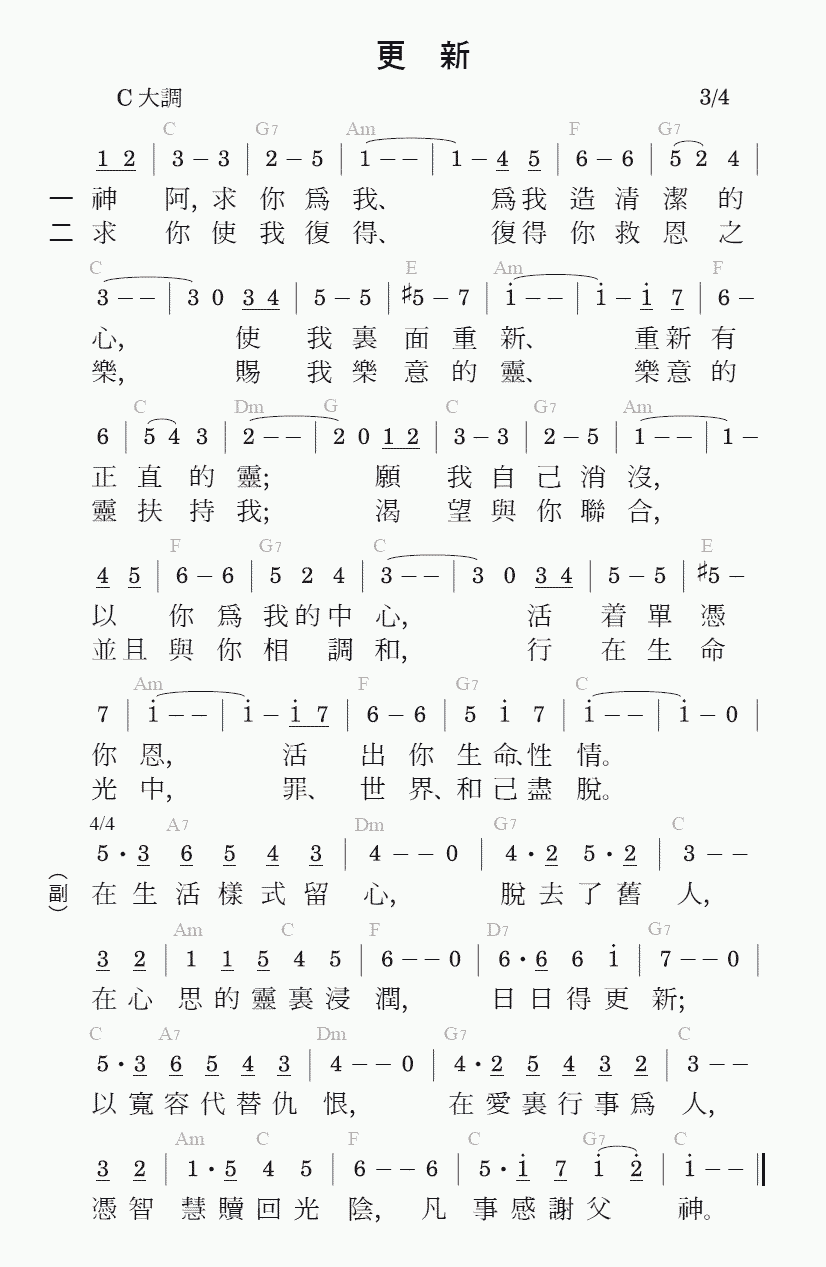 更 新
C 大調 3/4
C G7 Am F G7
1 2 | 3 – 3 | 2 – 5 | 1 – – | 1 – 4 5 | 6 – 6 | 5 2 4 |
一 神 阿, 求 你 爲 我、 爲 我 造 清 潔 的
二 求 你 使 我 復 得、 復 得 你 救 恩 之
C E Am F
3 – – | 3 0 3 4 | 5 – 5 | ♯5 – 7 | i – – | i – i 7 | 6 –
心, 使 我 裏 面 重 新、 重 新 有
樂, 賜 我 樂 意 的 靈、 樂 意 的
C Dm G C G7 Am
6 | 5 4 3 | 2 – – | 2 0 1 2 | 3 – 3 | 2 – 5 | 1 – – | 1 –
正 直 的 靈; 願 我 自 己 消 沒,
靈 扶 持 我; 渴 望 與 你 聯 合,
F G7 C E
4 5 | 6 – 6 | 5 2 4 | 3 – – | 3 0 3 4 | 5 – 5 | ♯5 –
以 你 爲 我 的 中 心, 活 着 單 憑
並 且 與 你 相 調 和, 行 在 生 命
Am F G7 C
7 | i – – | i – i 7 | 6 – 6 | 5 i 7 | i – – | i – 0 |
你 恩, 活 出 你 生 命、性 情。
光 中, 罪、 世 界、和 己 盡 脫。
4/4 A7 Dm G7 C
5 · 3 6 5 4 3 | 4 – – 0 | 4 · 2 5 · 2 | 3 – –
(副) 在 生 活 樣 式 留 心, 脫 去 了 舊 人,
Am C F D7 G7
3 2 | 1 1 5 4 5 | 6 – – 0 | 6 · 6 6 i | 7 – – 0 |
在 心 思 的 靈 裏 浸 潤, 日 日 得 更 新;
C A7 Dm G7 C
5 · 3 6 5 4 3 | 4 – – 0 | 4 · 2 5 4 3 2 | 3 – –
以 寬 容 代 替 仇 恨, 在 愛 裏 行 事 爲 人,
Am C F C G7 C
3 2 | 1 · 5 4 5 | 6 – – 6 | 5 · i 7 i 2̇ | i – – ‖
憑 智 慧 贖 回 光 陰, 凡 事 感 謝 父 神。